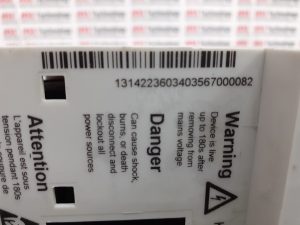 1314223603403567000082
Warning
Device is live
up to 180s after
removing from
mains voltage
Danger
Can cause shock,
burns, or death
disconnect and
lockout all
power sources
Attention
L'appareil est sous
tension pendant 180s